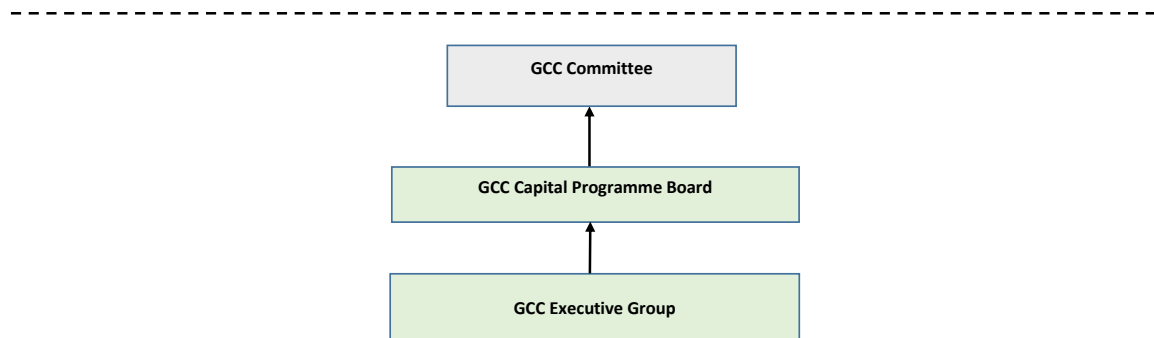 GCC Committee
GCC Capital Programme Board
GCC Executive Group